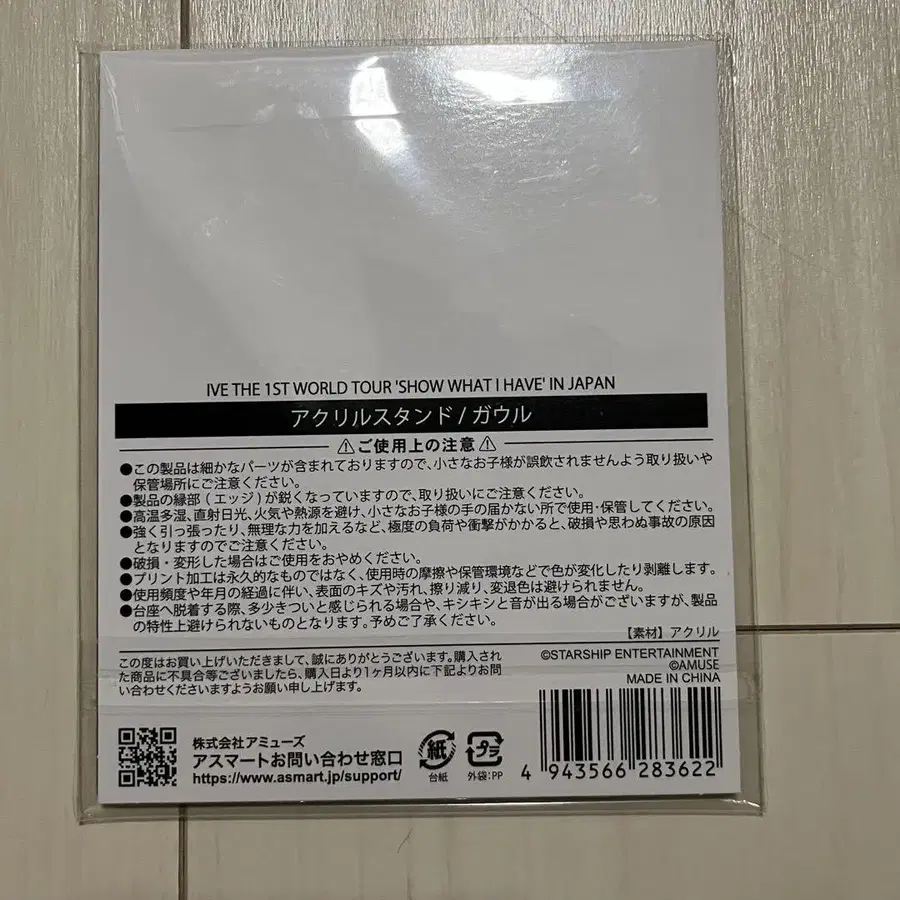 IVE THE 1ST WORLD TOUR 'SHOW WHAT I HAVE' IN JAPAN
アクリルスタンド / ガウル
⚠ご使用上の注意⚠
●この製品は細かなパーツが含まれておりますので、小さなお子様が誤飲されませんよう取り扱いや
保管場所にご注意ください。
●製品の縁部（エッジ）が鋭くなっていますので、取り扱いにご注意ください。
●高温多湿、直射日光、火気や熱源を避け、小さなお子様の手の届かない所で使用・保管してください。
●強く引っ張ったり、無理な力を加えるなど、極度の負荷や衝撃がかかると、破損や思わぬ事故の原因
となりますのでご注意ください。
●破損・変形した場合はご使用をおやめください。
●プリント加工は永久的なものではなく、使用時の摩擦や保管環境などで色が変化したり剥離します。
●使用頻度や年月の経過に伴い、表面のキズや汚れ、擦り減り、変退色は避けられません。
●台座へ脱着する際、多少きついと感じられる場合や、キシキシと音が出る場合がございますが、製品
の特性上避けられないものとなります。予めご了承ください。
【素材】アクリル
この度はお買い上げいただきまして、誠にありがとうございます。購入され
た商品に不具合等ございましたら、購入日より1ヶ月以内に下記よりお問
い合わせくださいますようお願い申し上げます。
©STARSHIP ENTERTAINMENT
©AMUSE
MADE IN CHINA
株式会社アミューズ
アスマートお問い合わせ窓口
https://www.asmart.jp/support/
紙
台紙
プラ
外袋:PP
4 943566 283622